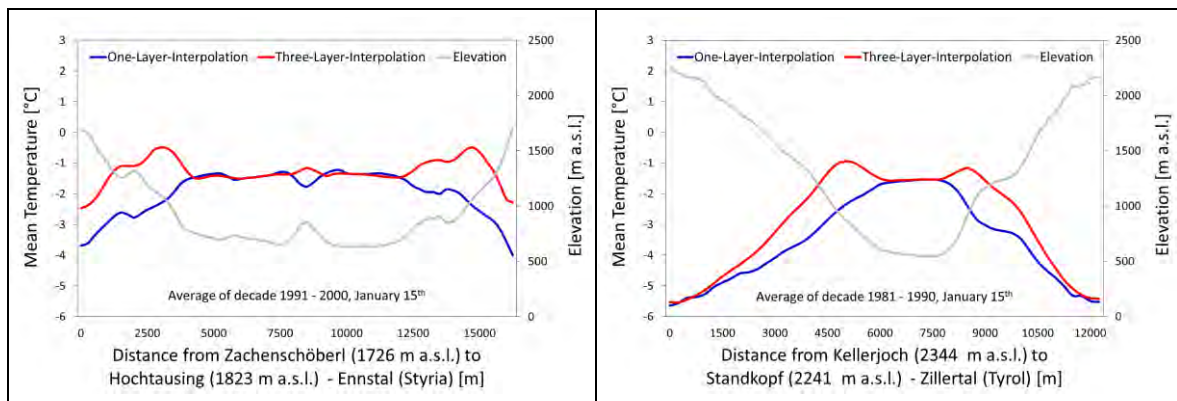 3
2
1
0
-1
-2
-3
-4
-5
-6
Mean Temperature [°C]
One-Layer-Interpolation Three-Layer-Interpolation Elevation
Average of decade 1991 - 2000, January 15th
2500
2000
1500
1000
500
0
Elevation [m a.s.l.]
0 2500 5000 7500 10000 12500 15000
Distance from Zachenschöberl (1726 m a.s.l.) to
Hochtausing (1823 m a.s.l.) - Ennstal (Styria) [m]
3
2
1
0
-1
-2
-3
-4
-5
-6
Mean Temperature [°C]
One-Layer-Interpolation Three-Layer-Interpolation Elevation
Average of decade 1981 - 1990, January 15th
2500
2000
1500
1000
500
0
Elevation [m a.s.l.]
0 1500 3000 4500 6000 7500 9000 10500 12000
Distance from Kellerjoch (2344 m a.s.l.) to
Standkopf (2241 m a.s.l.) - Zillertal (Tyrol) [m]